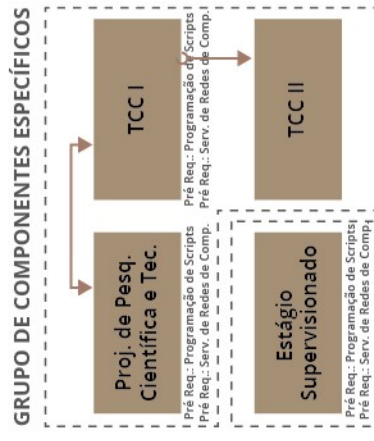 GRUPO DE COMPONENTES ESPECÍFICOS
Proj. de Pesq.
Científica e Tec.
Pré Req.: Programação de Scripts
Pré Req.: Serv. de Redes de Comp.
TCC I
Pré Req.: Programação de Scripts
Pré Req.: Serv. de Redes de Comp.
Estágio
Supervisionado
Pré Req.: Programação de Scripts
Pré Req.: Serv. de Redes de Comp.
TCC II